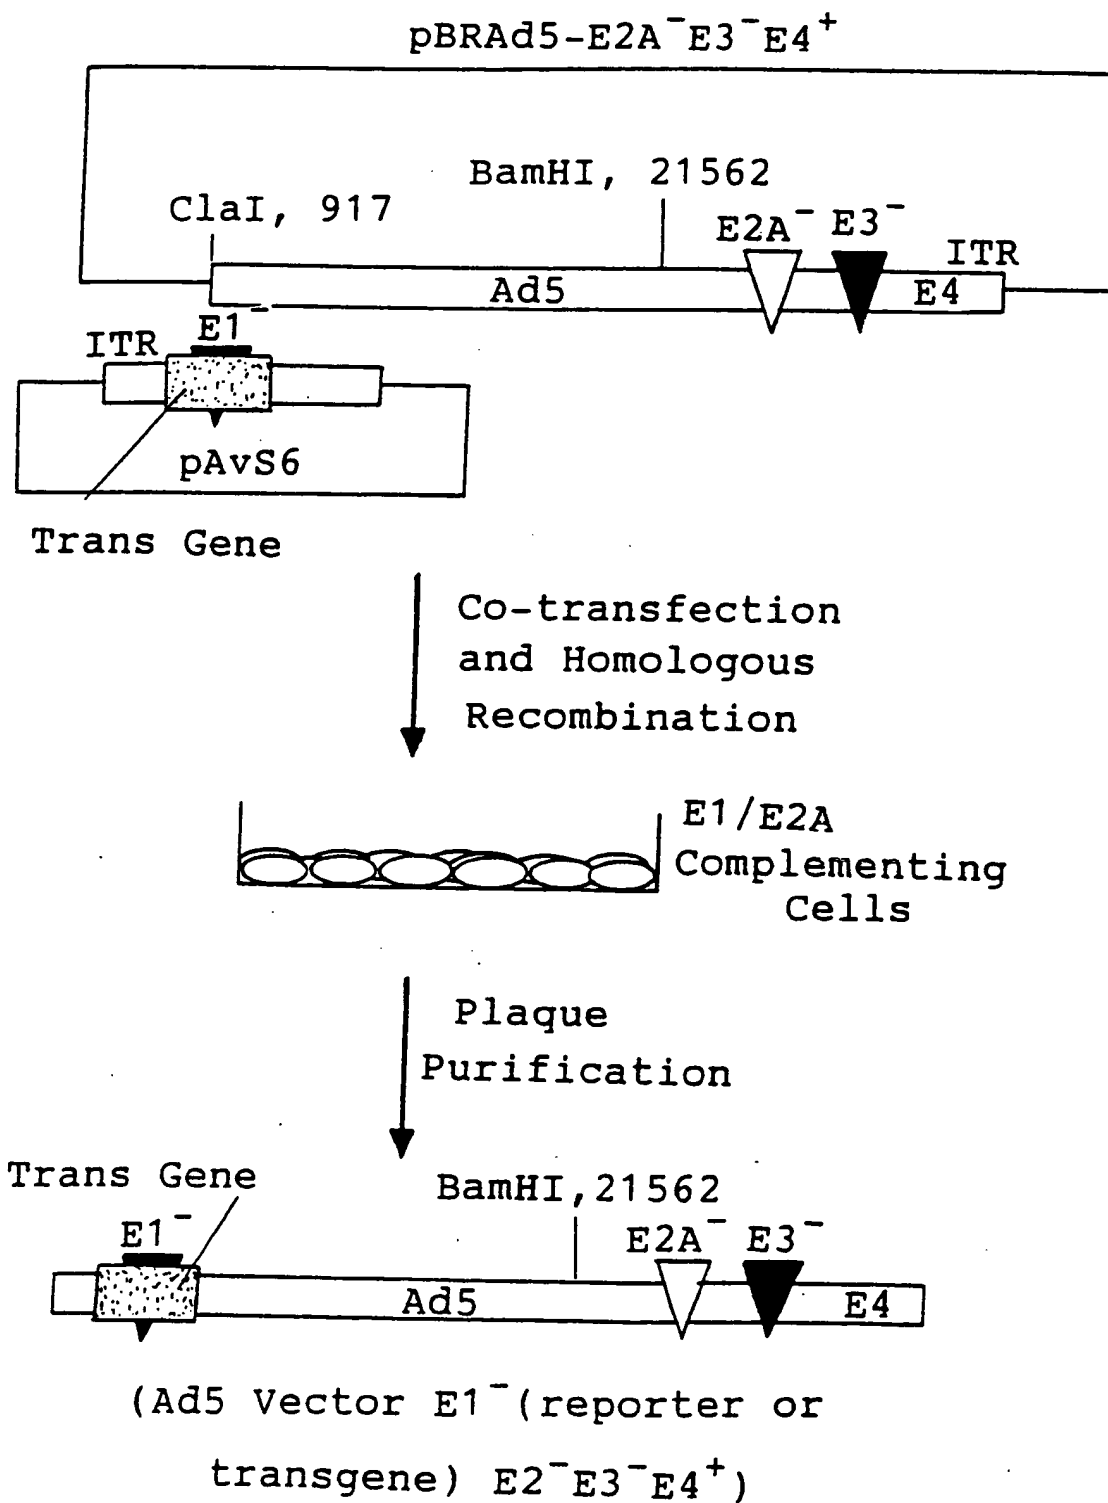 pBRAd5-E2A⁻E3⁻E4⁺
BamHI, 21562
ClaI, 917
E2A⁻ E3⁻
ITR
Ad5
E4
E1⁻
ITR
pAvS6
Trans Gene
Co-transfection
and Homologous
Recombination
E1/E2A
Complementing
Cells
Plaque
Purification
Trans Gene
BamHI,21562
E1⁻
E2A⁻ E3⁻
Ad5
E4
(Ad5 Vector E1⁻(reporter or
transgene) E2⁻E3⁻E4⁺)